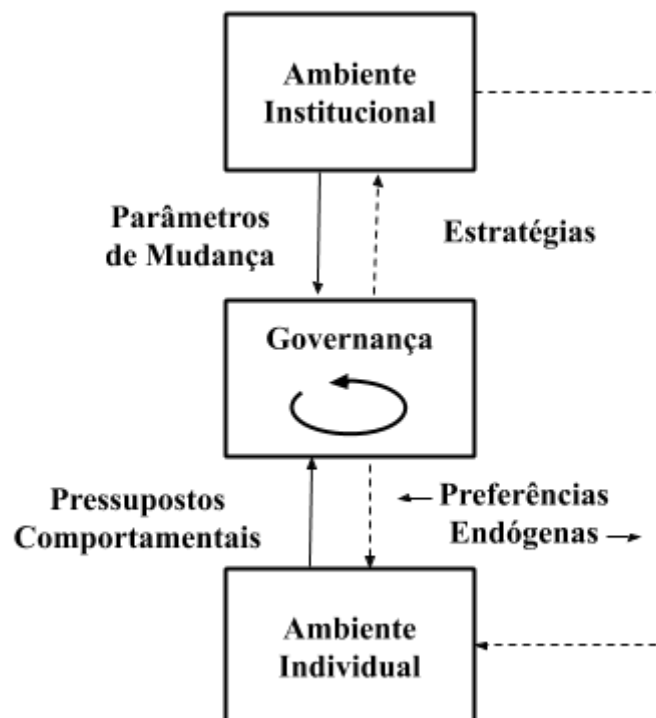 Ambiente
Institucional
Parâmetros
de Mudança
Estratégias
Governança
Pressupostos
Comportamentais
Preferências
Endógenas
Ambiente
Individual